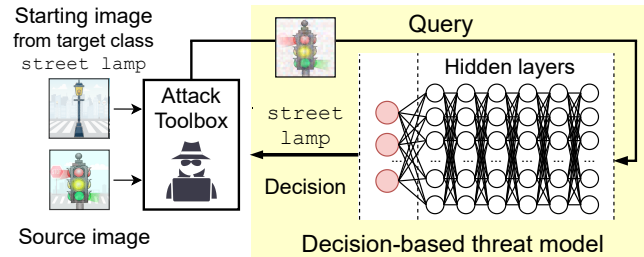 Starting image
from target class
street lamp
Attack
Toolbox
Source image
Query
Hidden layers
street
lamp
Decision
...
...
...
...
...
Decision-based threat model